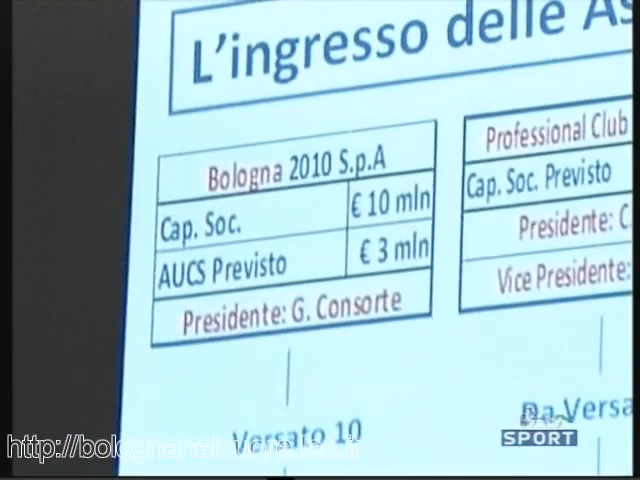 L'ingresso delle As
Bologna 2010 S.p.A
Cap. Soc. € 10 mln
AUCS Previsto € 3 mln
Presidente: G. Consorte
Versato 10
Professional Club
Cap. Soc. Previsto
Presidente: C
Vice Presidente:
Da Versa
SPORT